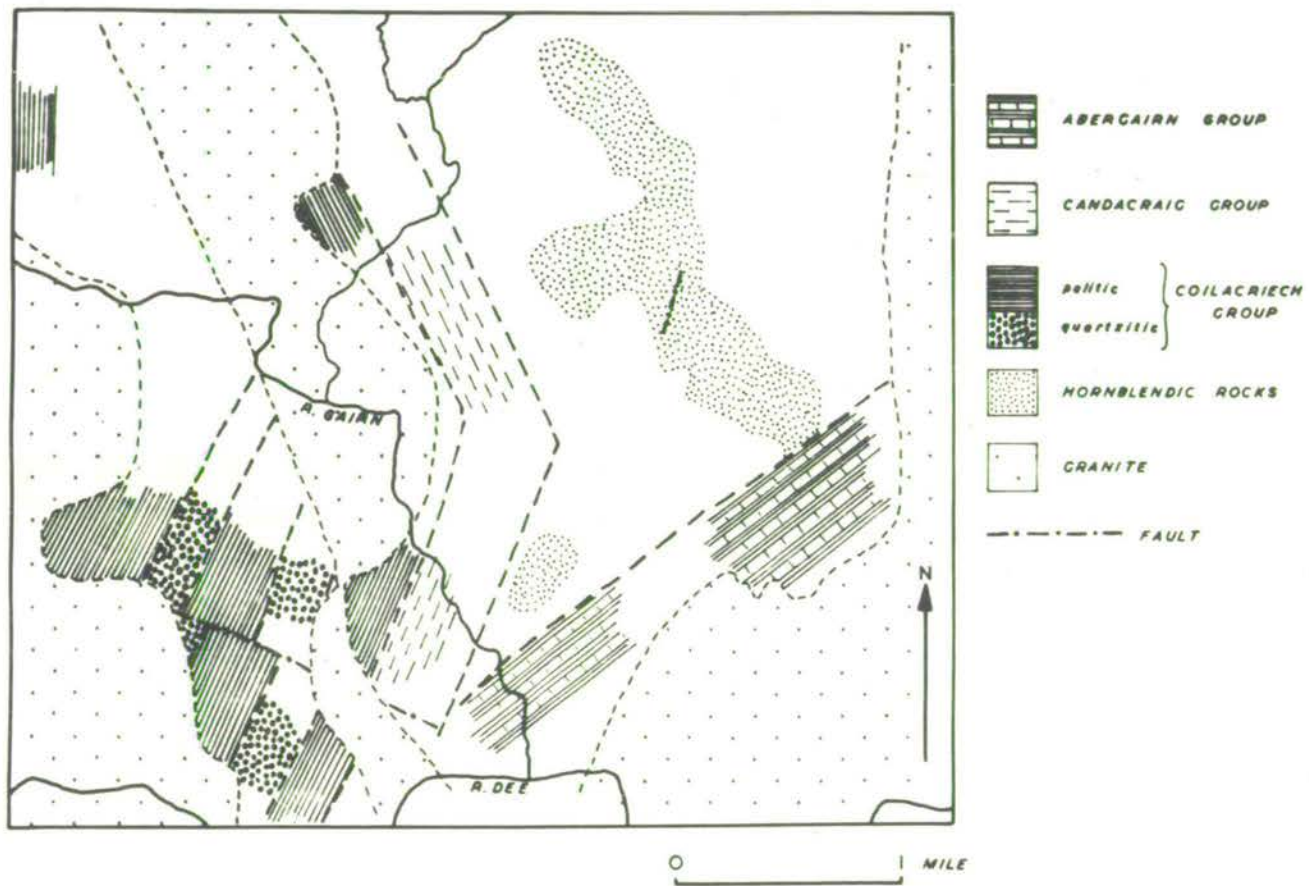 R. GAIRN
R. DEE
N
ABERGAIRN GROUP
CANDACRAIG GROUP
pelitic
quartzitic
COILACRIECH
GROUP
HORNBLENDIC ROCKS
GRANITE
FAULT
0 1 MILE